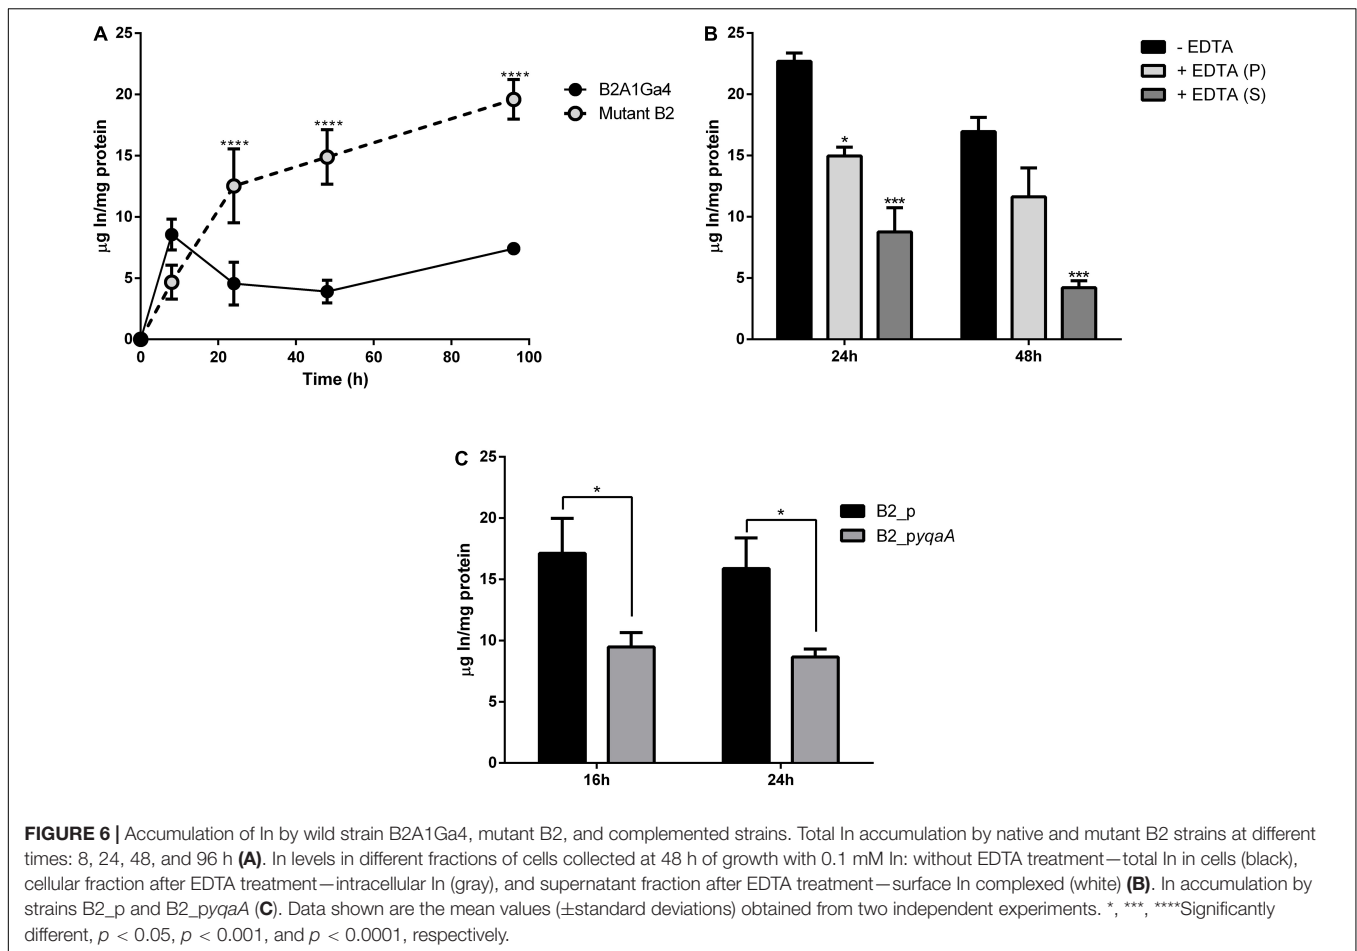 A
25
20
15
10
5
0
µg In/mg protein
****
****
****
0 20 40 60 80 100
Time (h)
B2A1Ga4
Mutant B2
B
25
20
15
10
5
0
µg In/mg protein
*
***
***
24h 48h
- EDTA
+ EDTA (P)
+ EDTA (S)
C
25
20
15
10
5
0
µg In/mg protein
*
*
16h 24h
B2_p
B2_pyqaA
FIGURE 6 | Accumulation of In by wild strain B2A1Ga4, mutant B2, and complemented strains. Total In accumulation by native and mutant B2 strains at different
times: 8, 24, 48, and 96 h (A). In levels in different fractions of cells collected at 48 h of growth with 0.1 mM In: without EDTA treatment—total In in cells (black),
cellular fraction after EDTA treatment—intracellular In (gray), and supernatant fraction after EDTA treatment—surface In complexed (white) (B). In accumulation by
strains B2_p and B2_pyqaA (C). Data shown are the mean values (±standard deviations) obtained from two independent experiments. *, ***, ****Significantly
different, p < 0.05, p < 0.001, and p < 0.0001, respectively.